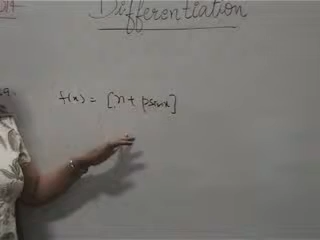 Differentiation
f(x) = [n + psinx]